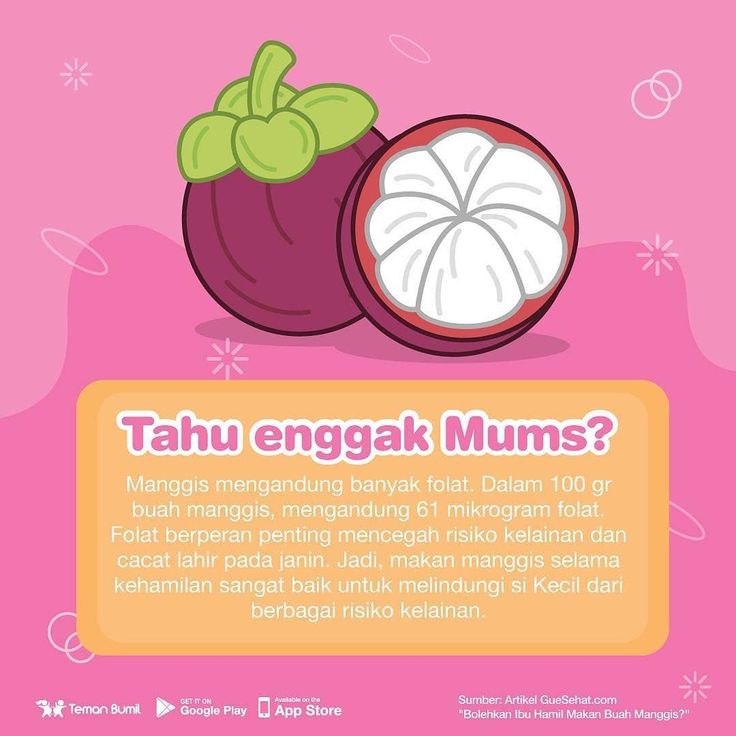 Tahu enggak Mums?
Manggis mengandung banyak folat. Dalam 100 gr
buah manggis, mengandung 61 mikrogram folat.
Folat berperan penting mencegah risiko kelainan dan
cacat lahir pada janin. Jadi, makan manggis selama
kehamilan sangat baik untuk melindungi si Kecil dari
berbagai risiko kelainan.
Teman Bumil
GET IT ON
Google Play
Available on the
App Store
Sumber: Artikel GueSehat.com
"Bolehkan Ibu Hamil Makan Buah Manggis?"